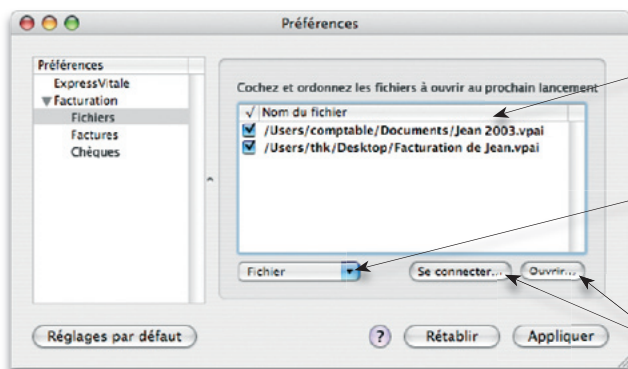 Préférences
Préférences
ExpressVitale
Facturation
Fichiers
Factures
Chèques
Cochez et ordonnez les fichiers à ouvrir au prochain lancement
√ Nom du fichier
/Users/comptable/Documents/Jean 2003.vpai
/Users/thk/Desktop/Facturation de Jean.vpai
Fichier
Se connecter...
Ouvrir...
Réglages par défaut
?
Rétablir
Appliquer